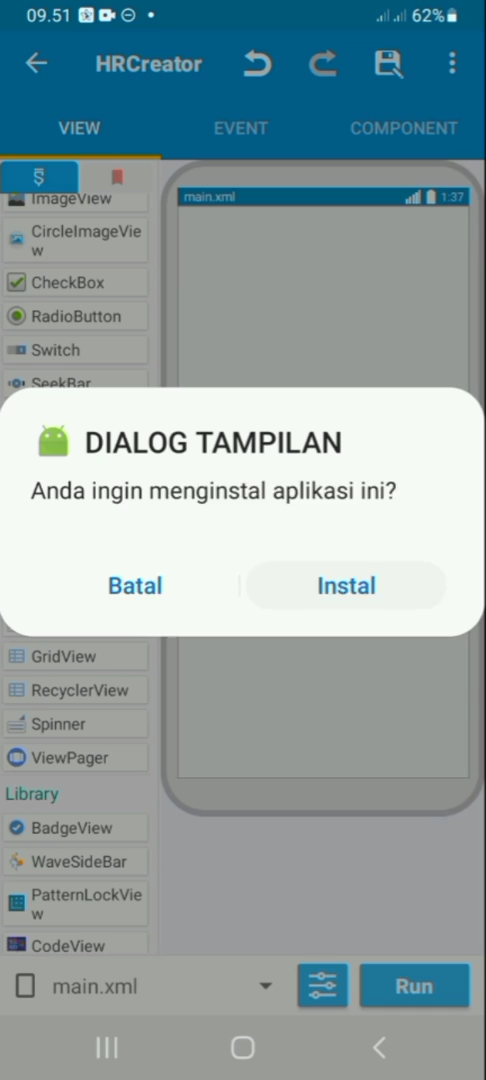 09.51
62%
HRCreator
VIEW
EVENT
COMPONENT
ImageView
CircleImageVie
w
CheckBox
RadioButton
Switch
SeekBar
main.xml
1:37
DIALOG TAMPILAN
Anda ingin menginstal aplikasi ini?
Batal
Instal
GridView
RecyclerView
Spinner
ViewPager
Library
BadgeView
WaveSideBar
PatternLockVie
w
CodeView
main.xml
Run